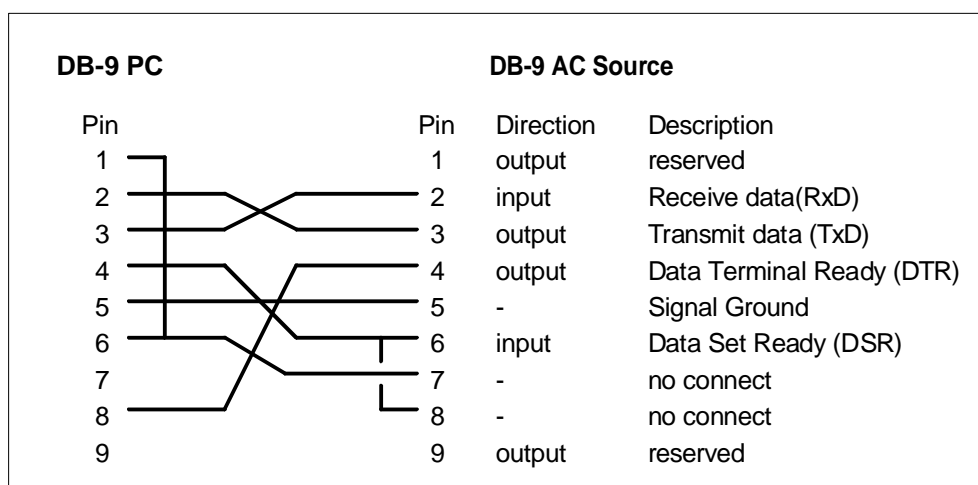 DB-9 PC DB-9 AC Source
Pin Pin Direction Description
1 1 output reserved
2 2 input Receive data(RxD)
3 3 output Transmit data (TxD)
4 4 output Data Terminal Ready (DTR)
5 5 - Signal Ground
6 6 input Data Set Ready (DSR)
7 7 - no connect
8 8 - no connect
9 9 output reserved